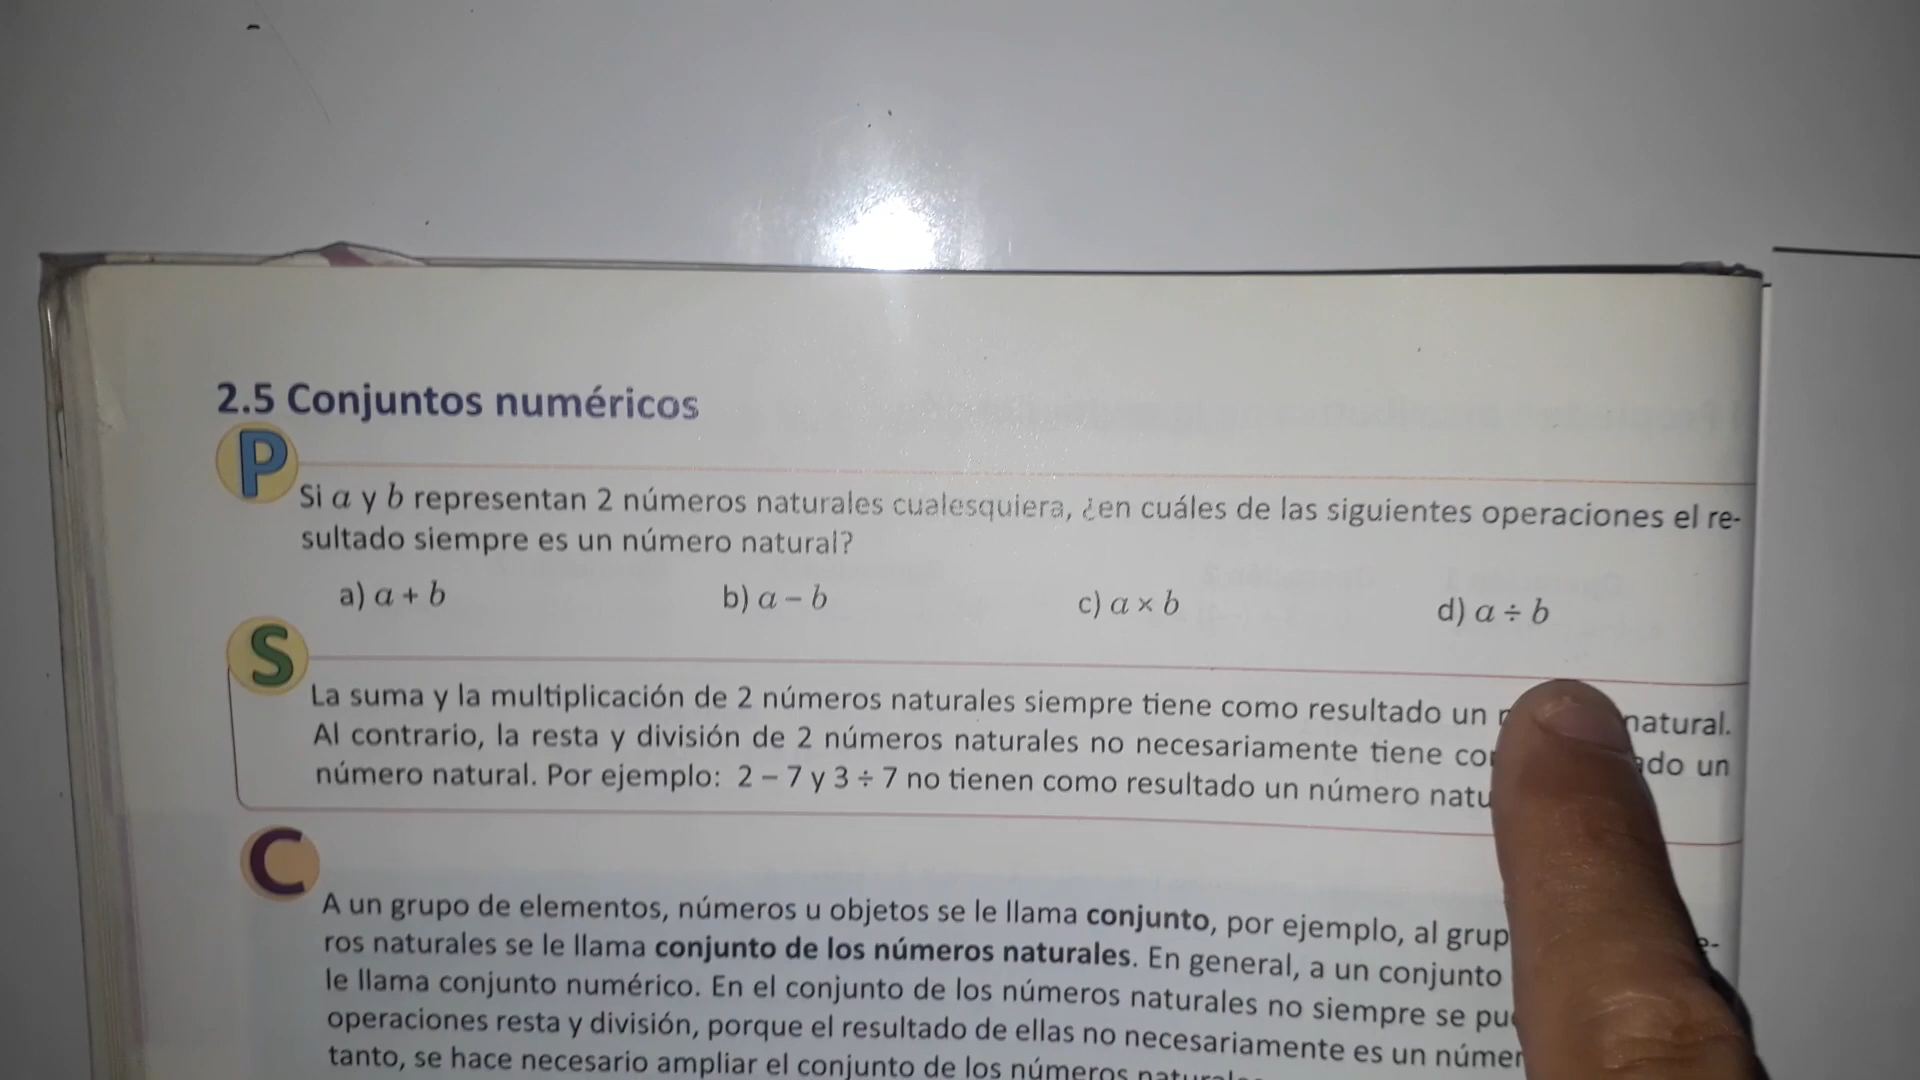 2.5 Conjuntos numéricos
P
Si a y b representan 2 números naturales cualesquiera, ¿en cuáles de las siguientes operaciones el re-
sultado siempre es un número natural?
a) a + b b) a − b c) a × b d) a ÷ b
S
La suma y la multiplicación de 2 números naturales siempre tiene como resultado un natural.
Al contrario, la resta y división de 2 números naturales no necesariamente tiene un
número natural. Por ejemplo: 2 − 7 y 3 ÷ 7 no tienen como resultado un número
C
A un grupo de elementos, números u objetos se le llama conjunto, por ejemplo, al
ros naturales se le llama conjunto de los números naturales. En general, a un conjunto
le llama conjunto numérico. En el conjunto de los números naturales no siempre se
operaciones resta y división, porque el resultado de ellas no necesariamente es un
tanto, se hace necesario ampliar el conjunto de los números